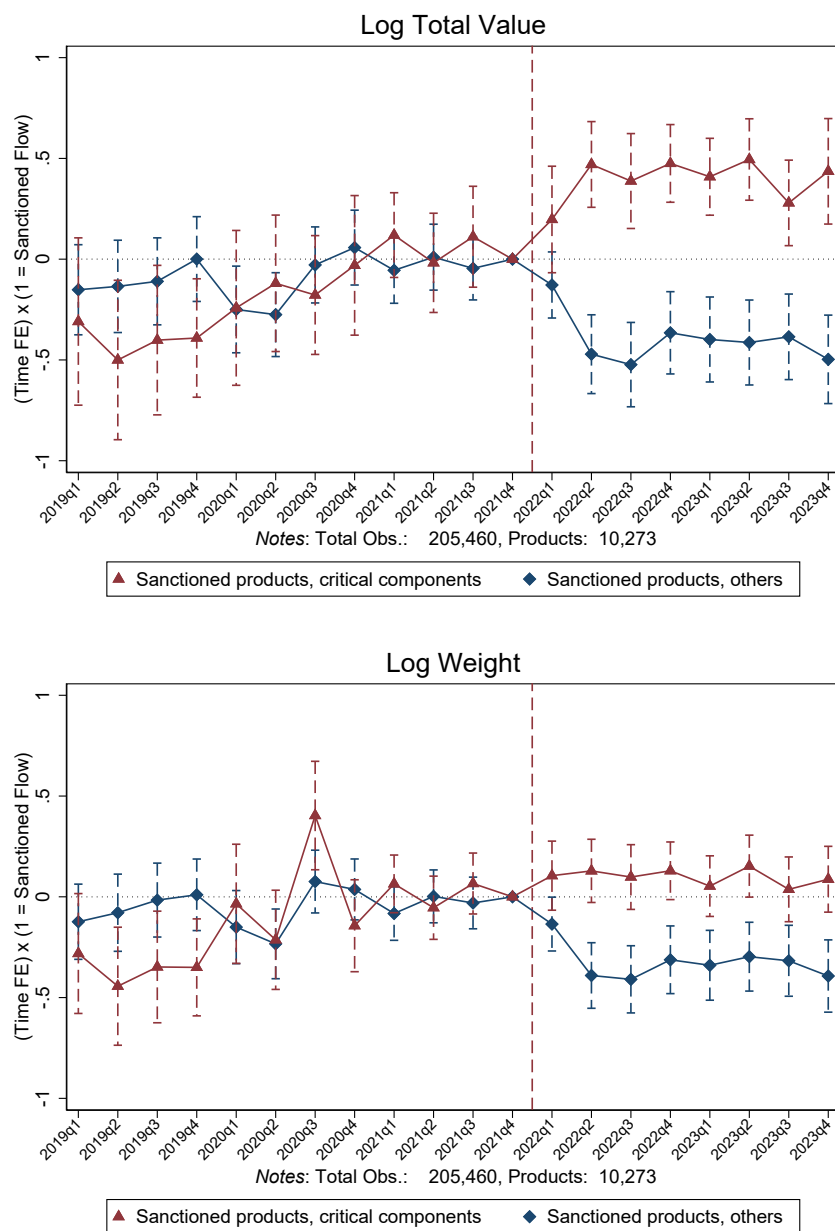 Log Total Value
(Time FE) x (1 = Sanctioned Flow)
1
.5
0
-.5
-1
2019q1
2019q2
2019q3
2019q4
2020q1
2020q2
2020q3
2020q4
2021q1
2021q2
2021q3
2021q4
2022q1
2022q2
2022q3
2022q4
2023q1
2023q2
2023q3
2023q4
Notes: Total Obs.: 205,460, Products: 10,273
Sanctioned products, critical components
Sanctioned products, others
Log Weight
(Time FE) x (1 = Sanctioned Flow)
1
.5
0
-.5
-1
2019q1
2019q2
2019q3
2019q4
2020q1
2020q2
2020q3
2020q4
2021q1
2021q2
2021q3
2021q4
2022q1
2022q2
2022q3
2022q4
2023q1
2023q2
2023q3
2023q4
Notes: Total Obs.: 205,460, Products: 10,273
Sanctioned products, critical components
Sanctioned products, others